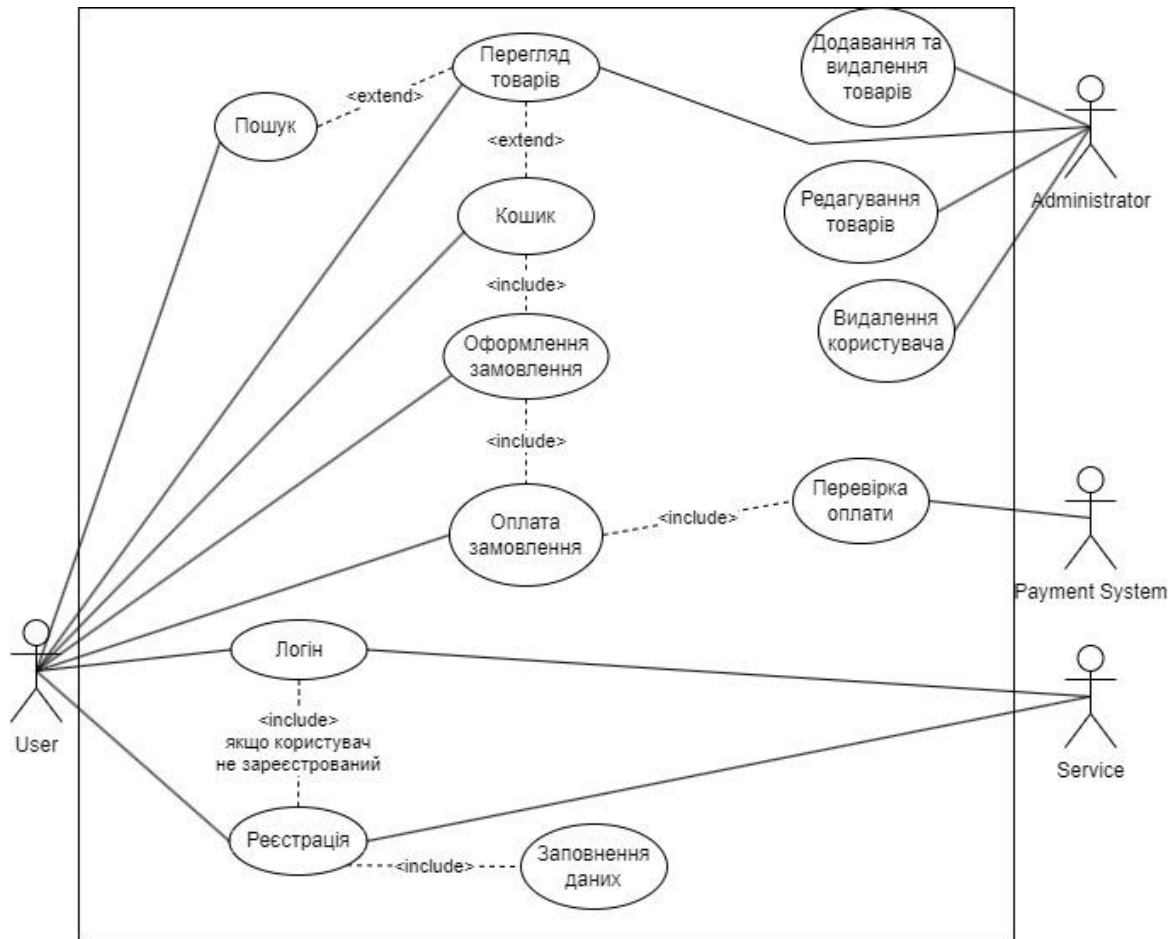 Перегляд
товарів
Додавання та
видалення
товарів
<extend>
Пошук
<extend>
Administrator
Кошик
Редагування
товарів
<include>
Видалення
користувача
Оформлення
замовлення
<include>
Перевірка
оплати
<include>
Оплата
замовлення
Payment System
Логін
<include>
якщо користувач
не зареєстрований
User
Service
Реєстрація
<include>
Заповнення
даних